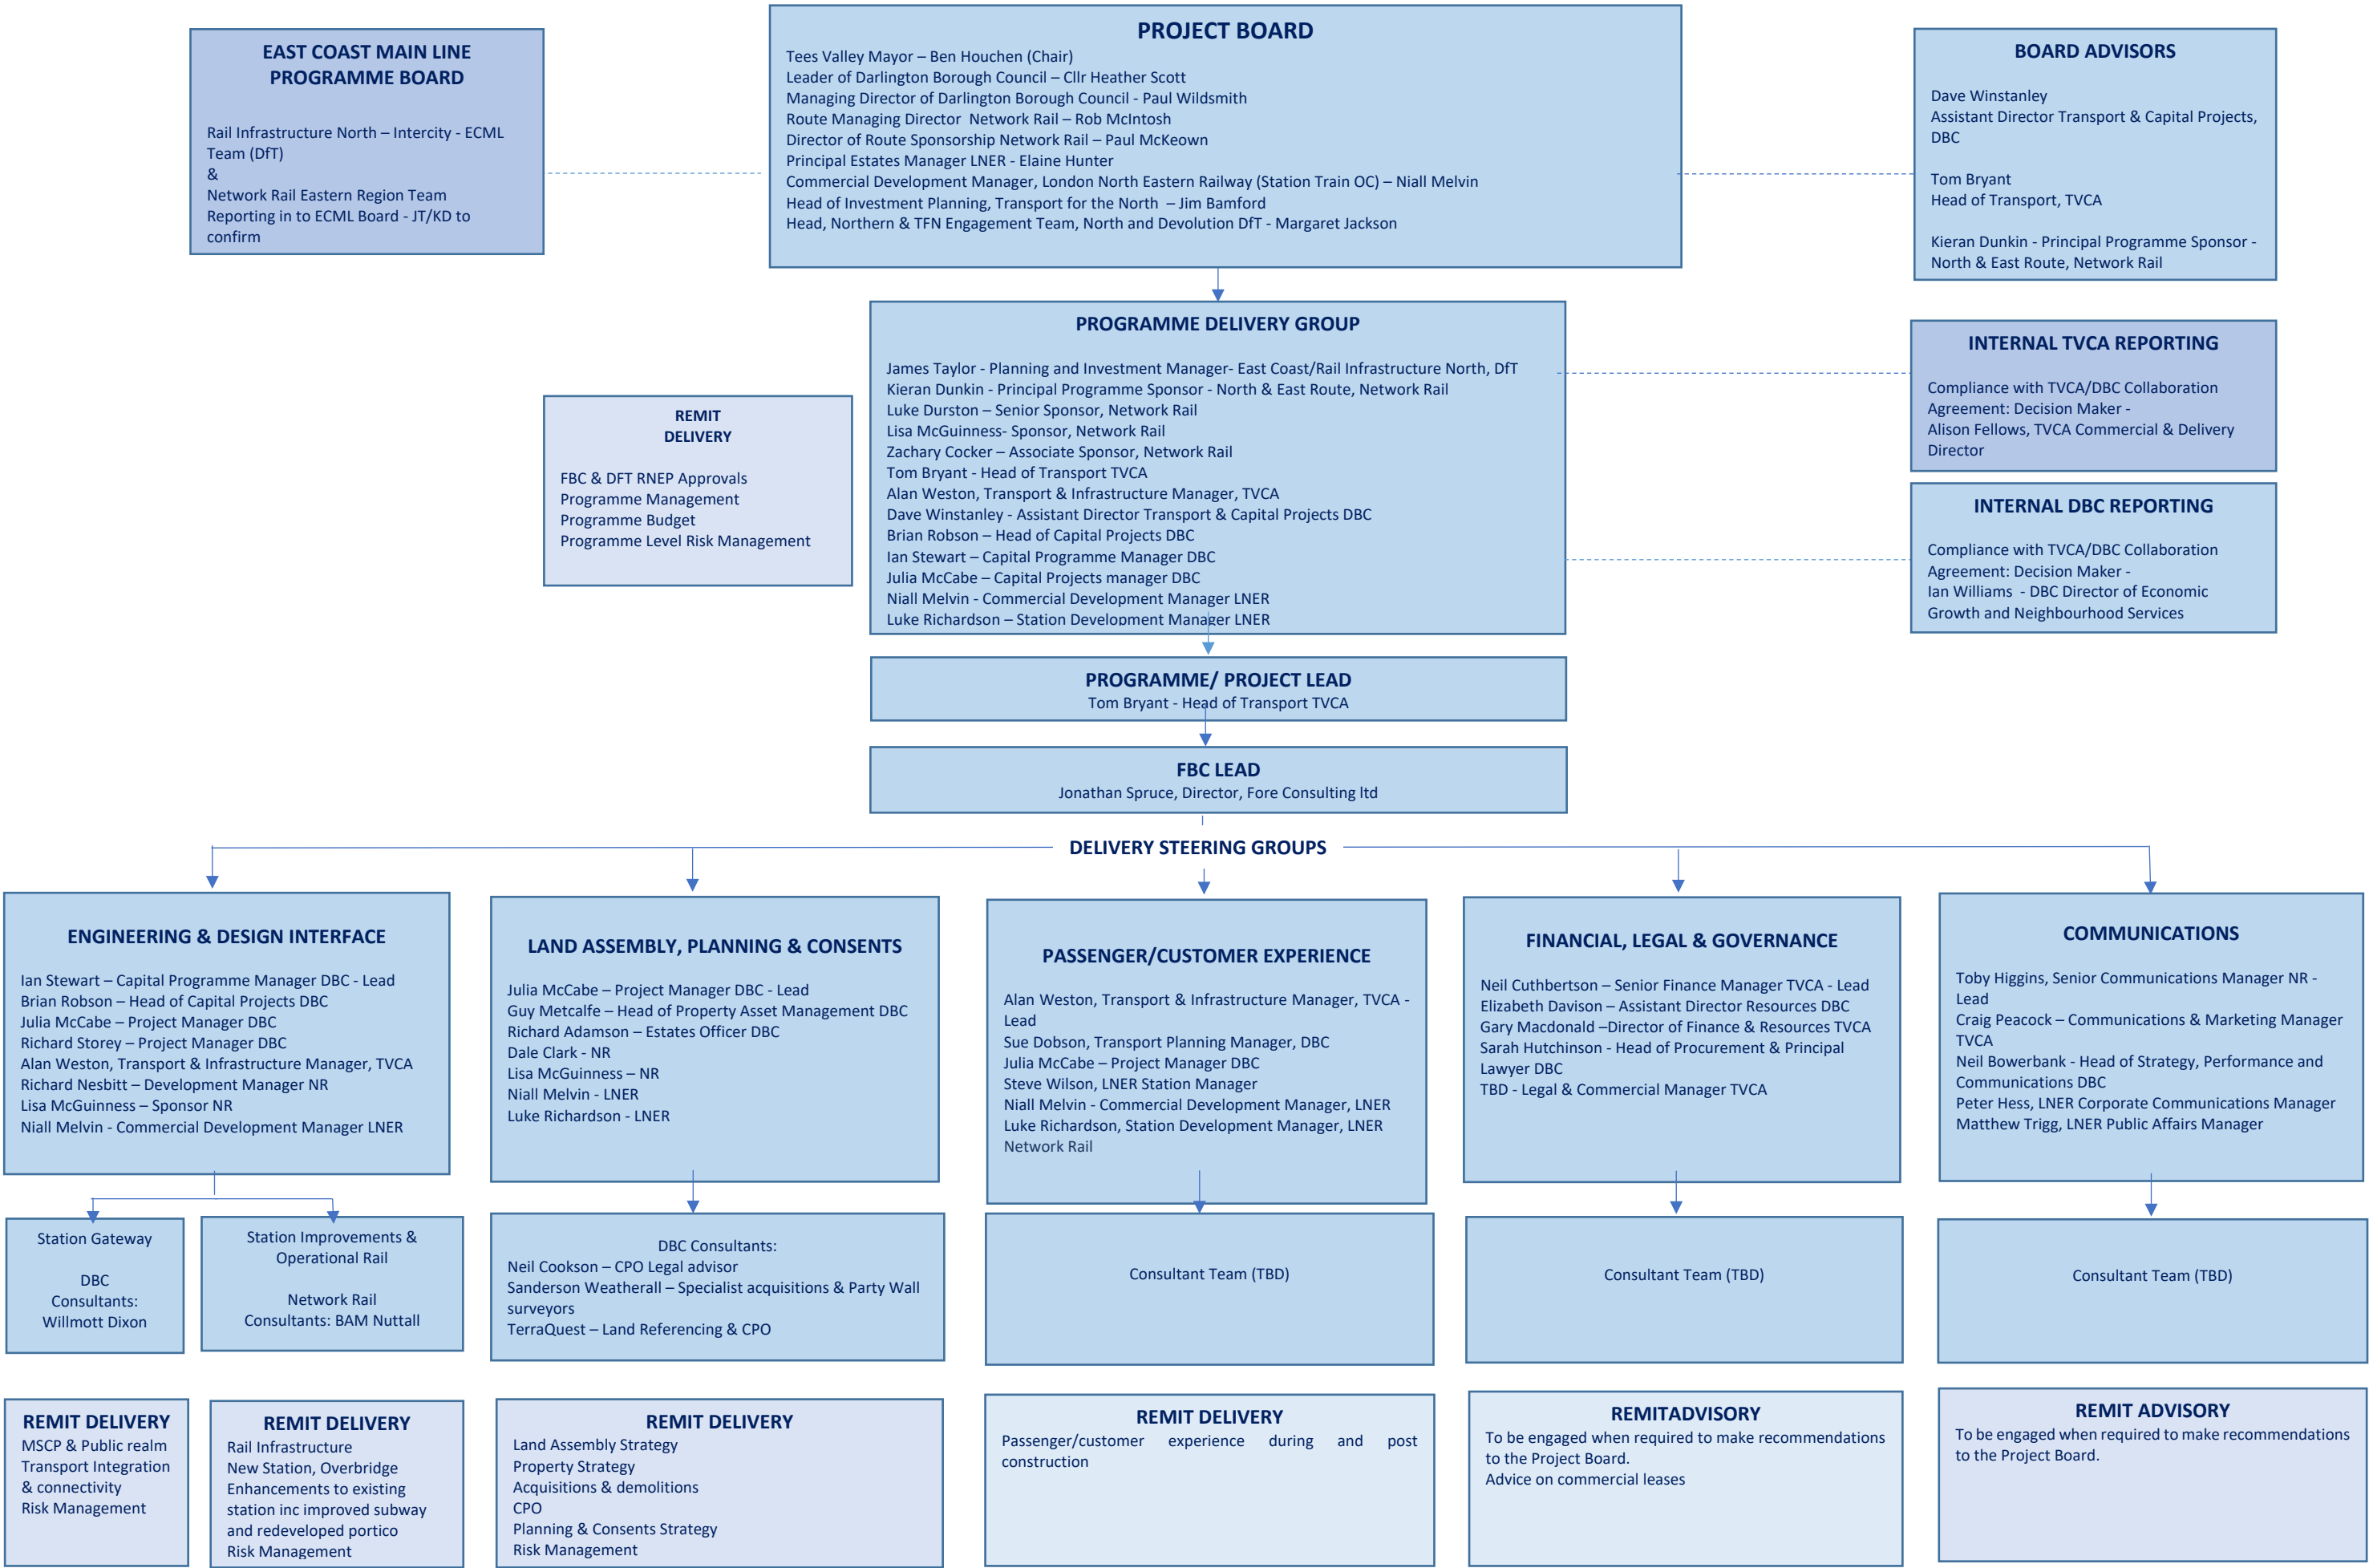 EAST COAST MAIN LINE
PROGRAMME BOARD
Rail Infrastructure North – Intercity - ECML
Team (DfT)
&
Network Rail Eastern Region Team
Reporting in to ECML Board - JT/KD to
confirm
PROJECT BOARD
Tees Valley Mayor – Ben Houchen (Chair)
Leader of Darlington Borough Council – Cllr Heather Scott
Managing Director of Darlington Borough Council - Paul Wildsmith
Route Managing Director  Network Rail – Rob McIntosh
Director of Route Sponsorship Network Rail – Paul McKeown
Principal Estates Manager LNER - Elaine Hunter
Commercial Development Manager, London North Eastern Railway (Station Train OC) – Niall Melvin
Head of Investment Planning, Transport for the North  – Jim Bamford
Head, Northern & TFN Engagement Team, North and Devolution DfT - Margaret Jackson
BOARD ADVISORS
Dave Winstanley
Assistant Director Transport & Capital Projects,
DBC
Tom Bryant
Head of Transport, TVCA
Kieran Dunkin - Principal Programme Sponsor -
North & East Route, Network Rail
REMIT
DELIVERY
FBC & DFT RNEP Approvals
Programme Management
Programme Budget
Programme Level Risk Management
PROGRAMME DELIVERY GROUP
James Taylor - Planning and Investment Manager- East Coast/Rail Infrastructure North, DfT
Kieran Dunkin - Principal Programme Sponsor - North & East Route, Network Rail
Luke Durston – Senior Sponsor, Network Rail
Lisa McGuinness- Sponsor, Network Rail
Zachary Cocker – Associate Sponsor, Network Rail
Tom Bryant - Head of Transport TVCA
Alan Weston, Transport & Infrastructure Manager, TVCA
Dave Winstanley - Assistant Director Transport & Capital Projects DBC
Brian Robson – Head of Capital Projects DBC
Ian Stewart – Capital Programme Manager DBC
Julia McCabe – Capital Projects manager DBC
Niall Melvin - Commercial Development Manager LNER
Luke Richardson – Station Development Manager LNER
INTERNAL TVCA REPORTING
Compliance with TVCA/DBC Collaboration
Agreement: Decision Maker -
Alison Fellows, TVCA Commercial & Delivery
Director
INTERNAL DBC REPORTING
Compliance with TVCA/DBC Collaboration
Agreement: Decision Maker -
Ian Williams  - DBC Director of Economic
Growth and Neighbourhood Services
PROGRAMME/ PROJECT LEAD
Tom Bryant - Head of Transport TVCA
FBC LEAD
Jonathan Spruce, Director, Fore Consulting ltd
DELIVERY STEERING GROUPS
ENGINEERING & DESIGN INTERFACE
Ian Stewart – Capital Programme Manager DBC - Lead
Brian Robson – Head of Capital Projects DBC
Julia McCabe – Project Manager DBC
Richard Storey – Project Manager DBC
Alan Weston, Transport & Infrastructure Manager, TVCA
Richard Nesbitt – Development Manager NR
Lisa McGuinness – Sponsor NR
Niall Melvin - Commercial Development Manager LNER
LAND ASSEMBLY, PLANNING & CONSENTS
Julia McCabe – Project Manager DBC - Lead
Guy Metcalfe – Head of Property Asset Management DBC
Richard Adamson – Estates Officer DBC
Dale Clark - NR
Lisa McGuinness – NR
Niall Melvin - LNER
Luke Richardson - LNER
PASSENGER/CUSTOMER EXPERIENCE
Alan Weston, Transport & Infrastructure Manager, TVCA -
Lead
Sue Dobson, Transport Planning Manager, DBC
Julia McCabe – Project Manager DBC
Steve Wilson, LNER Station Manager
Niall Melvin - Commercial Development Manager, LNER
Luke Richardson, Station Development Manager, LNER
Network Rail
FINANCIAL, LEGAL & GOVERNANCE
Neil Cuthbertson – Senior Finance Manager TVCA - Lead
Elizabeth Davison – Assistant Director Resources DBC
Gary Macdonald –Director of Finance & Resources TVCA
Sarah Hutchinson - Head of Procurement & Principal
Lawyer DBC
TBD - Legal & Commercial Manager TVCA
COMMUNICATIONS
Toby Higgins, Senior Communications Manager NR -
Lead
Craig Peacock – Communications & Marketing Manager
TVCA
Neil Bowerbank - Head of Strategy, Performance and
Communications DBC
Peter Hess, LNER Corporate Communications Manager
Matthew Trigg, LNER Public Affairs Manager
Station Gateway
DBC
Consultants:
Willmott Dixon
Station Improvements &
Operational Rail
Network Rail
Consultants: BAM Nuttall
DBC Consultants:
Neil Cookson – CPO Legal advisor
Sanderson Weatherall – Specialist acquisitions & Party Wall
surveyors
TerraQuest – Land Referencing & CPO
Consultant Team (TBD)
Consultant Team (TBD)
Consultant Team (TBD)
REMIT DELIVERY
MSCP & Public realm
Transport Integration
& connectivity
Risk Management
REMIT DELIVERY
Rail Infrastructure
New Station, Overbridge
Enhancements to existing
station inc improved subway
and redeveloped portico
Risk Management
REMIT DELIVERY
Land Assembly Strategy
Property Strategy
Acquisitions & demolitions
CPO
Planning & Consents Strategy
Risk Management
REMIT DELIVERY
Passenger/customer experience during and post
construction
REMITADVISORY
To be engaged when required to make recommendations
to the Project Board.
Advice on commercial leases
REMIT ADVISORY
To be engaged when required to make recommendations
to the Project Board.